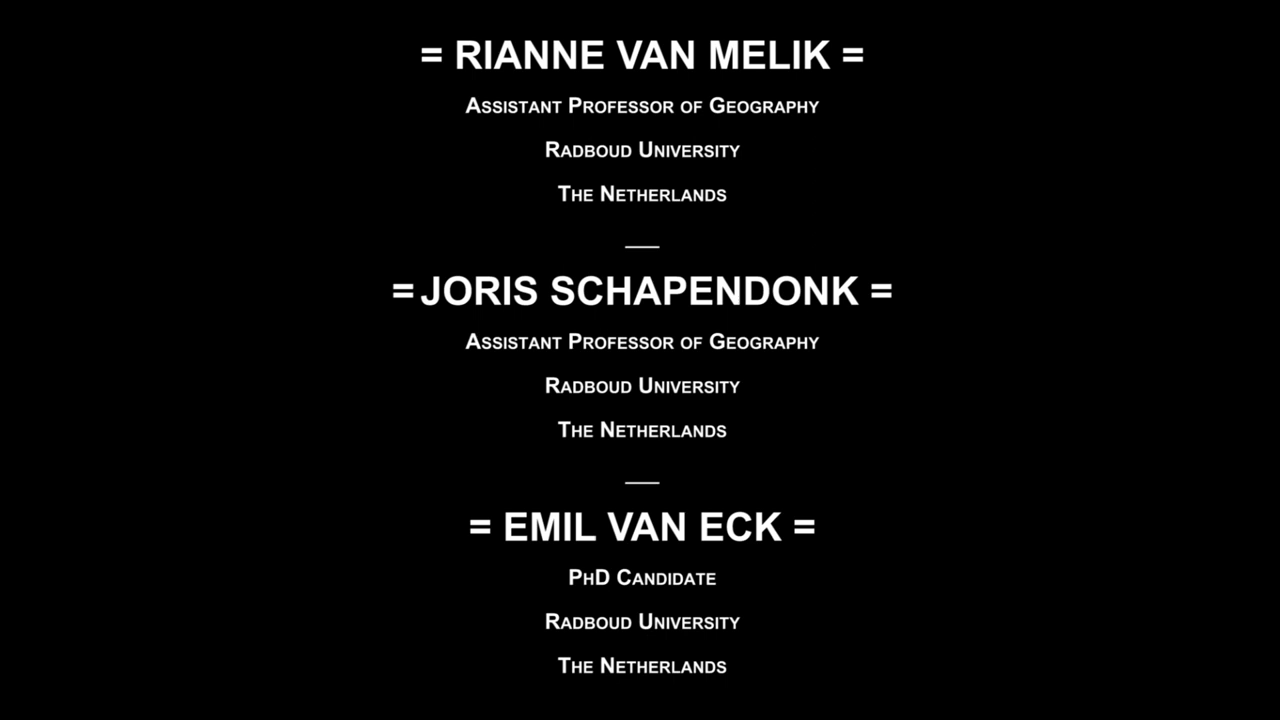 = RIANNE VAN MELIK =
Assistant Professor of Geography
Radboud University
The Netherlands
= JORIS SCHAPENDONK =
Assistant Professor of Geography
Radboud University
The Netherlands
= EMIL VAN ECK =
PhD Candidate
Radboud University
The Netherlands